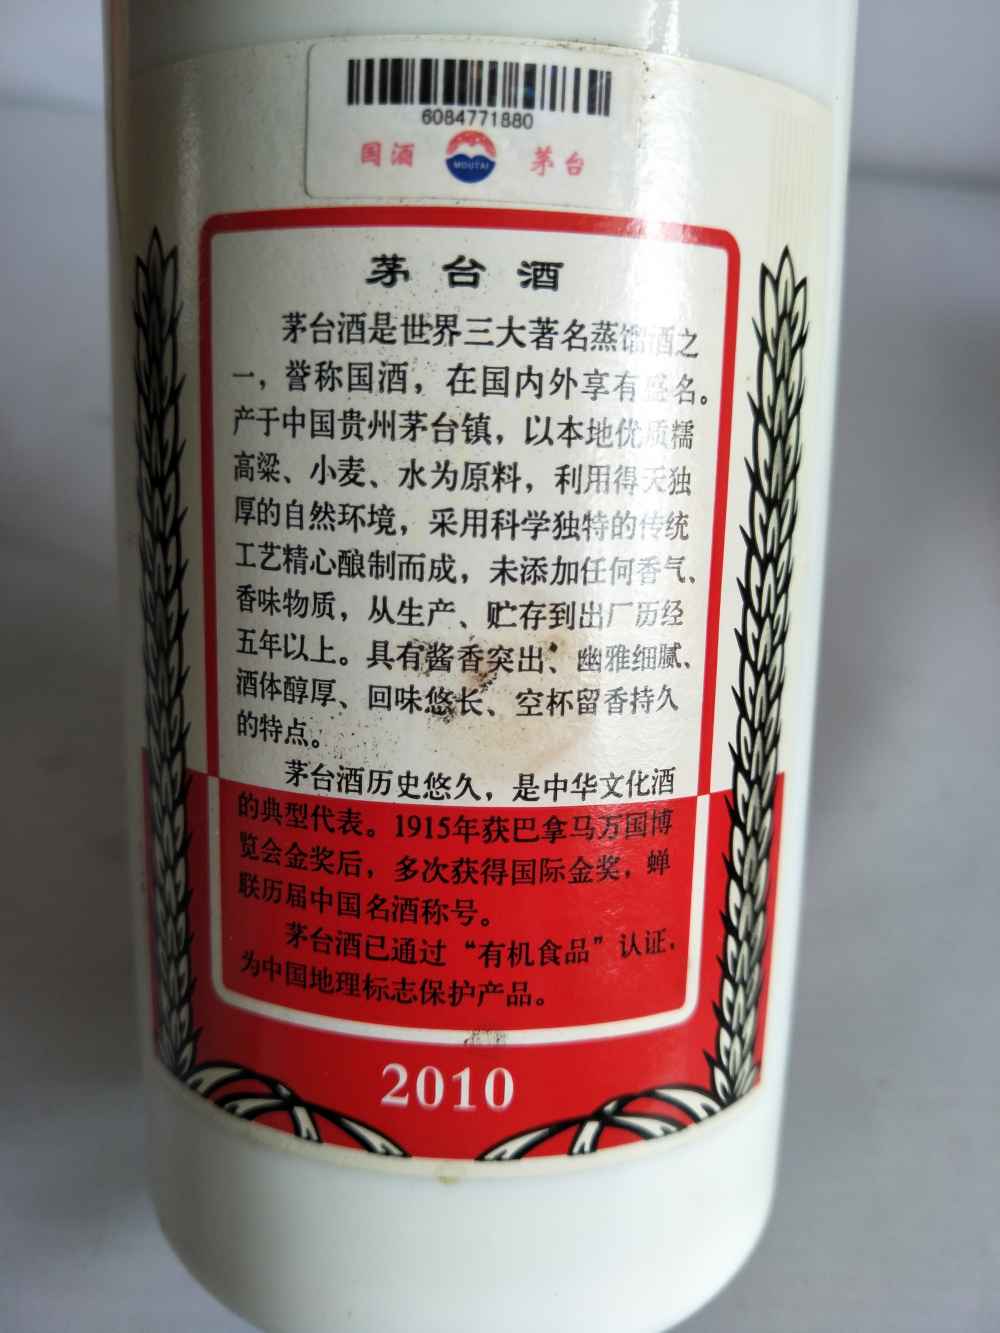 6084771880
国酒 MOUTAI 茅台
茅台酒
茅台酒是世界三大著名蒸馏酒之
一，誉称国酒，在国内外享有盛名。
产于中国贵州茅台镇，以本地优质糯
高粱、小麦、水为原料，利用得天独
厚的自然环境，采用科学独特的传统
工艺精心酿制而成，未添加任何香气、
香味物质，从生产、贮存到出厂历经
五年以上。具有酱香突出、幽雅细腻、
酒体醇厚、回味悠长、空杯留香持久
的特点。
茅台酒历史悠久，是中华文化酒
的典型代表。1915年获巴拿马万国博
览会金奖后，多次获得国际金奖，蝉
联历届中国名酒称号。
茅台酒已通过“有机食品”认证，
为中国地理标志保护产品。
2010